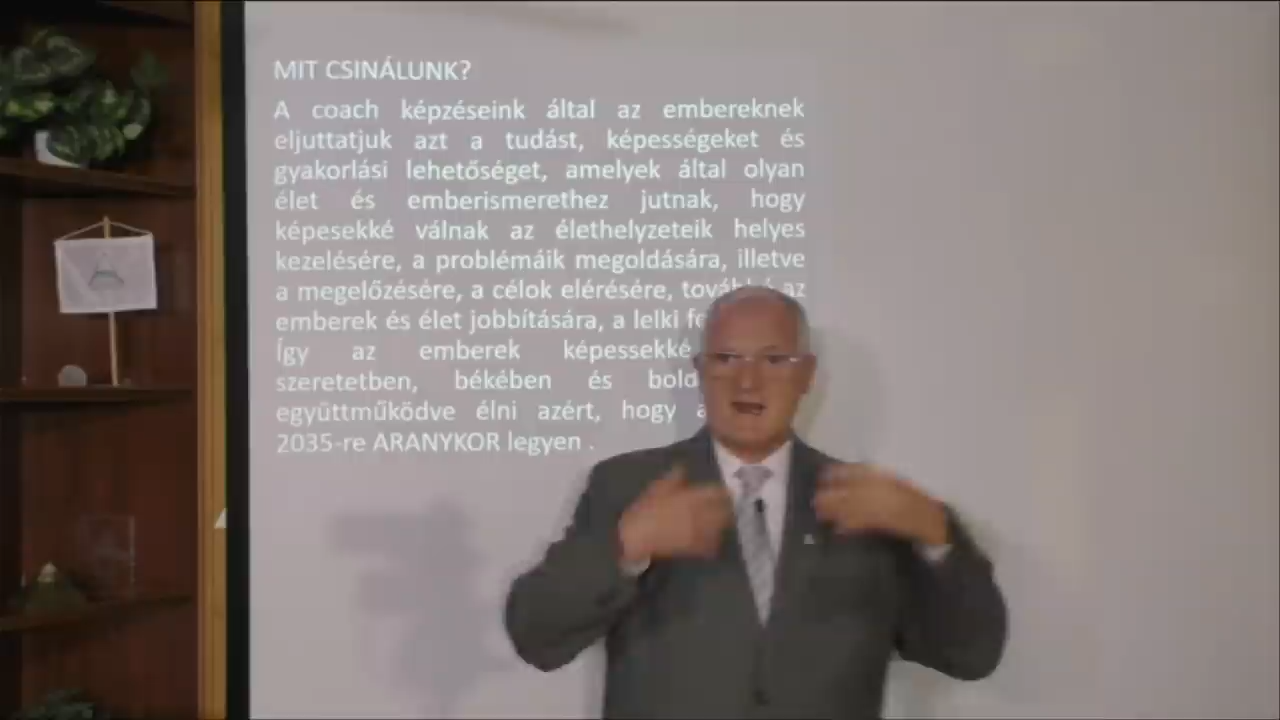 MIT CSINÁLUNK?
A coach képzéseink által az embereknek
eljuttatjuk azt a tudást, képességeket és
gyakorlási lehetőséget, amelyek által olyan
élet és emberismerethez jutnak, hogy
képesekké válnak az élethelyzeteik helyes
kezelésére, a problémáik megoldására, illetve
a megelőzésére, a célok elérésére, az
emberek és élet jobbítására, a lelki
Így az emberek képessekké
szeretetben, békében és
együttműködve élni azért, hogy
2035-re ARANYKOR legyen .